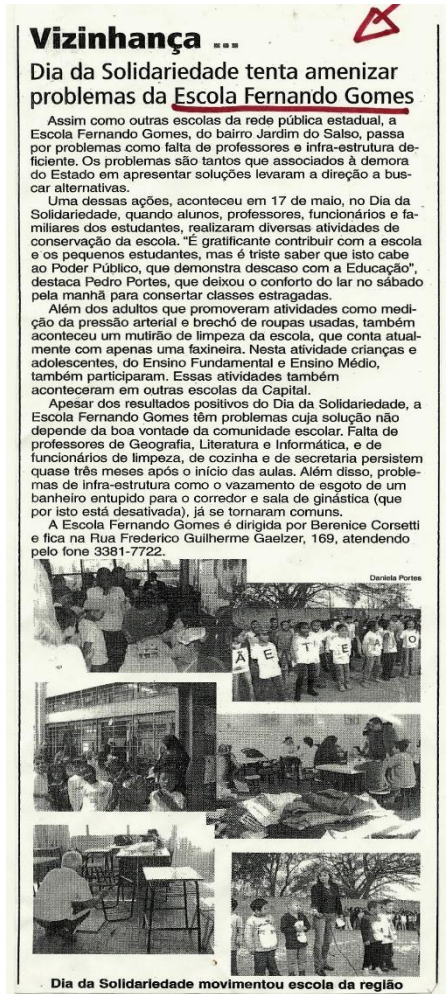 Vizinhança ...
Dia da Solidariedade tenta amenizar
problemas da Escola Fernando Gomes
Assim como outras escolas da rede pública estadual, a
Escola Fernando Gomes, do bairro Jardim do Salso, passa
por problemas como falta de professores e infra-estrutura de-
ficiente. Os problemas são tantos que associados à demora
do Estado em apresentar soluções levaram a direção a bus-
car alternativas.
Uma dessas ações, aconteceu em 17 de maio, no Dia da
Solidariedade, quando alunos, professores, funcionários e fa-
miliares dos estudantes, realizaram diversas atividades de
conservação da escola. “É gratificante contribuir com a escola
e os pequenos estudantes, mas é triste saber que isto cabe
ao Poder Público, que demonstra descaso com a Educação”,
destaca Pedro Portes, que deixou o conforto do lar no sábado
pela manhã para consertar classes estragadas.
Além dos adultos que promoveram atividades como medi-
ção da pressão arterial e brechó de roupas usadas, também
aconteceu um mutirão de limpeza da escola, que conta atual-
mente com apenas uma faxineira. Nesta atividade crianças e
adolescentes, do Ensino Fundamental e Ensino Médio,
também participaram. Essas atividades também
aconteceram em outras escolas da Capital.
Apesar dos resultados positivos do Dia da Solidariedade, a
Escola Fernando Gomes têm problemas cuja solução não
depende da boa vontade da comunidade escolar. Falta de
professores de Geografia, Literatura e Informática, e de
funcionários de limpeza, de cozinha e de secretaria persistem
quase três meses após o início das aulas. Além disso, proble-
mas de infra-estrutura como o vazamento de esgoto de um
banheiro entupido para o corredor e sala de ginástica (que
por isto está desativada), já se tornaram comuns.
A Escola Fernando Gomes é dirigida por Berenice Corsetti
e fica na Rua Frederico Guilherme Gaelzer, 169, atendendo
pelo fone 3381-7722.
Daniela Portes
Ã E T E A O
Dia da Solidariedade movimentou escola da região